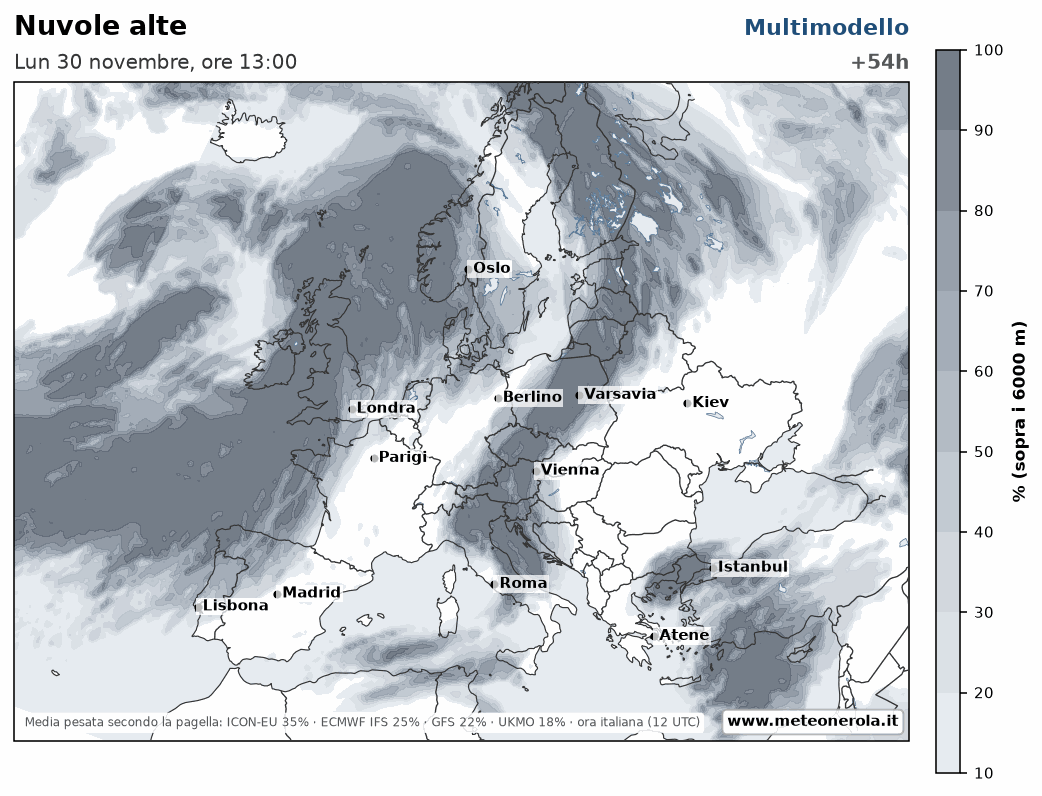 Nuvole alte
Multimodello
Lun 30 novembre, ore 13:00
+54h
100
90
80
70
60
50
40
30
20
10
% (sopra i 6000 m)
Oslo
Berlino
Varsavia
Kiev
Londra
Parigi
Vienna
Istanbul
Roma
Madrid
Lisbona
Atene
Media pesata secondo la pagella: ICON-EU 35% · ECMWF IFS 25% · GFS 22% · UKMO 18% · ora italiana (12 UTC)
www.meteonerola.it